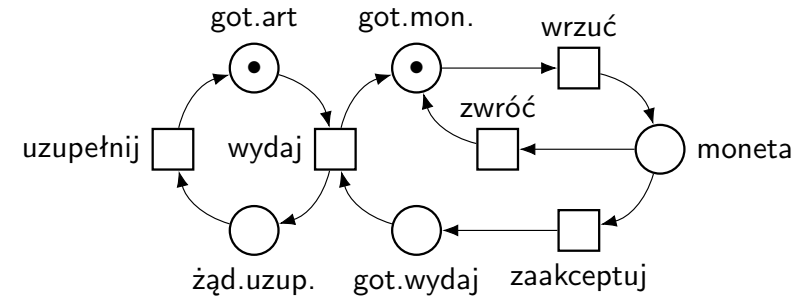 got.art
got.mon.
wrzuć
zwróć
uzupełnij
wydaj
moneta
żąd.uzup.
got.wydaj
zaakceptuj